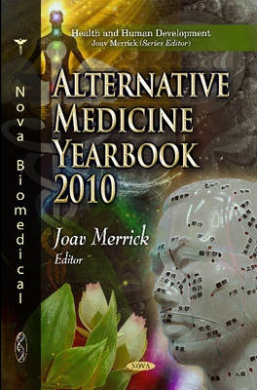 Health and Human Development
Joav Merrick (Series Editor)
ALTERNATIVE
MEDICINE
YEARBOOK
2010
Joav Merrick
Editor
Nova Biomedical
NOVA